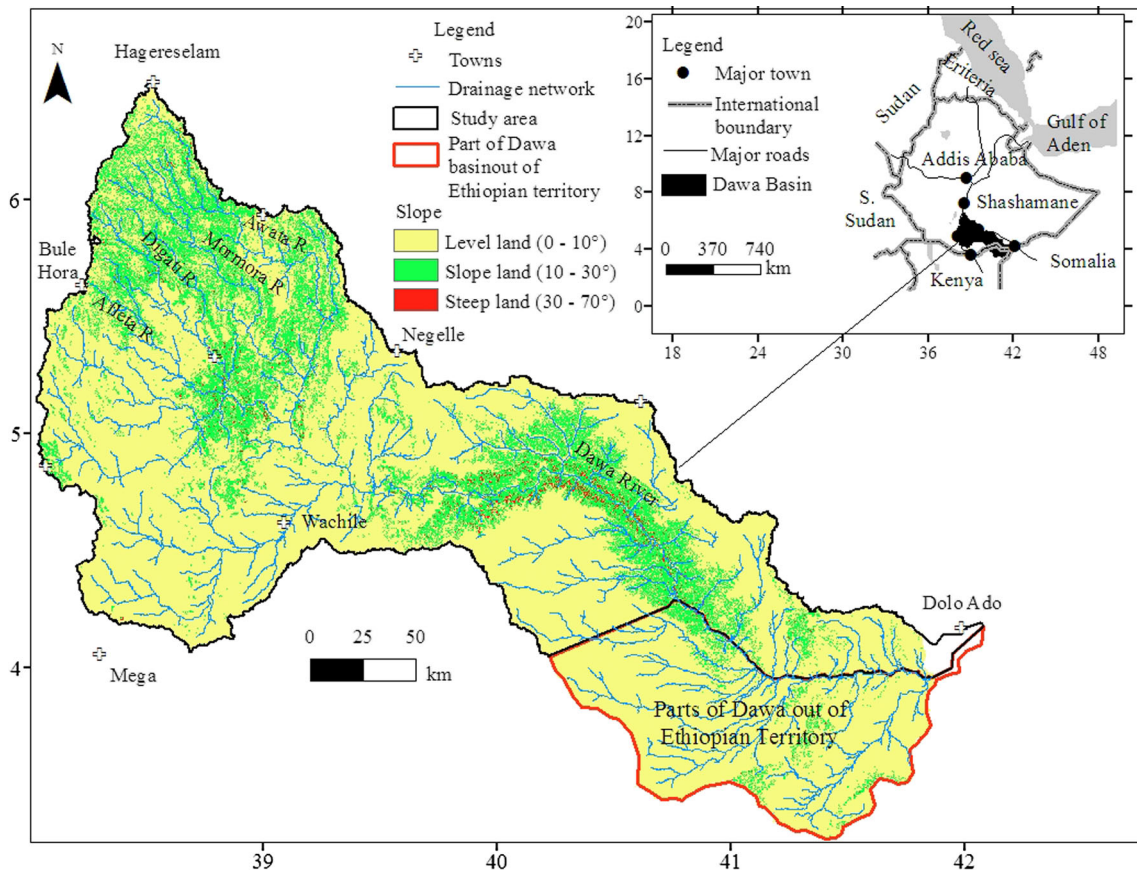 N
Hagereselam
Legend
Towns
Drainage network
Study area
Part of Dawa
basinout of
Ethiopian territory
Slope
Level land (0 - 10°)
Slope land (10 - 30°)
Steep land (30 - 70°)
Legend
Major town
International
boundary
Major roads
Dawa Basin
0 370 740
km
20
16
12
8
4
0
18 24 30 36 42 48
Red sea
Eriteria
Sudan
Gulf of
Aden
Addis Ababa
S.
Sudan
Shashamane
Somalia
Kenya
6
5
4
Bule
Hora
Awata R
Mormora R
Digati R
Affeta R
Negelle
Dawa River
Wachile
Mega
0 25 50
km
Dolo Ado
Parts of Dawa out of
Ethiopian Territory
39 40 41 42